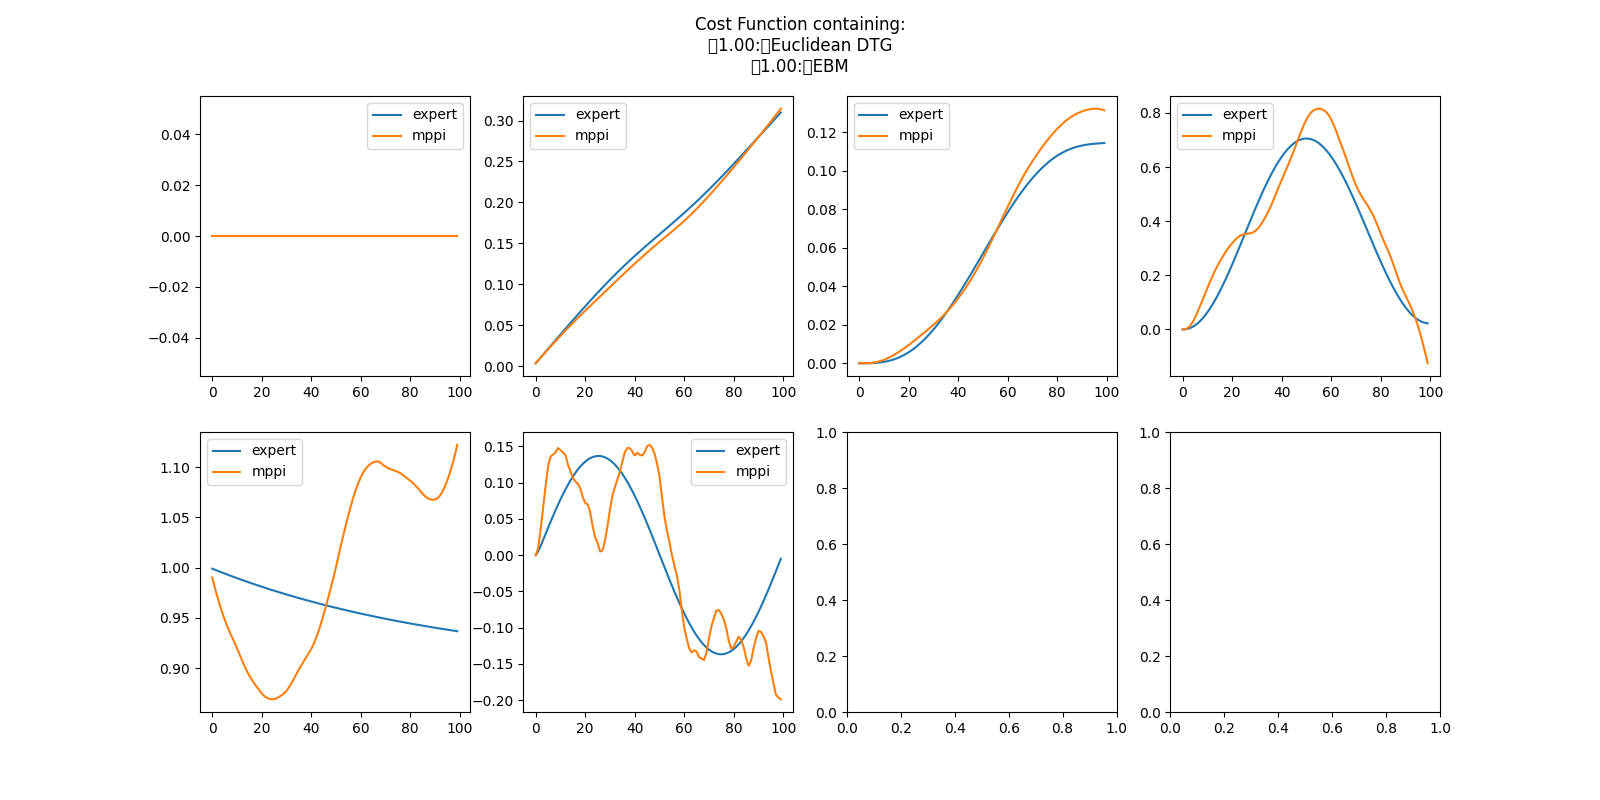 Cost Function containing:
1.00: Euclidean DTG
1.00: EBM
expert
mppi
0.04
0.02
0.00
−0.02
−0.04
0 20 40 60 80 100
expert
mppi
0.30
0.25
0.20
0.15
0.10
0.05
0.00
0 20 40 60 80 100
expert
mppi
0.12
0.10
0.08
0.06
0.04
0.02
0.00
0 20 40 60 80 100
expert
mppi
0.8
0.6
0.4
0.2
0.0
0 20 40 60 80 100
expert
mppi
1.10
1.05
1.00
0.95
0.90
0 20 40 60 80 100
expert
mppi
0.15
0.10
0.05
0.00
−0.05
−0.10
−0.15
−0.20
0 20 40 60 80 100
1.0
0.8
0.6
0.4
0.2
0.0
0.0 0.2 0.4 0.6 0.8 1.0
1.0
0.8
0.6
0.4
0.2
0.0
0.0 0.2 0.4 0.6 0.8 1.0